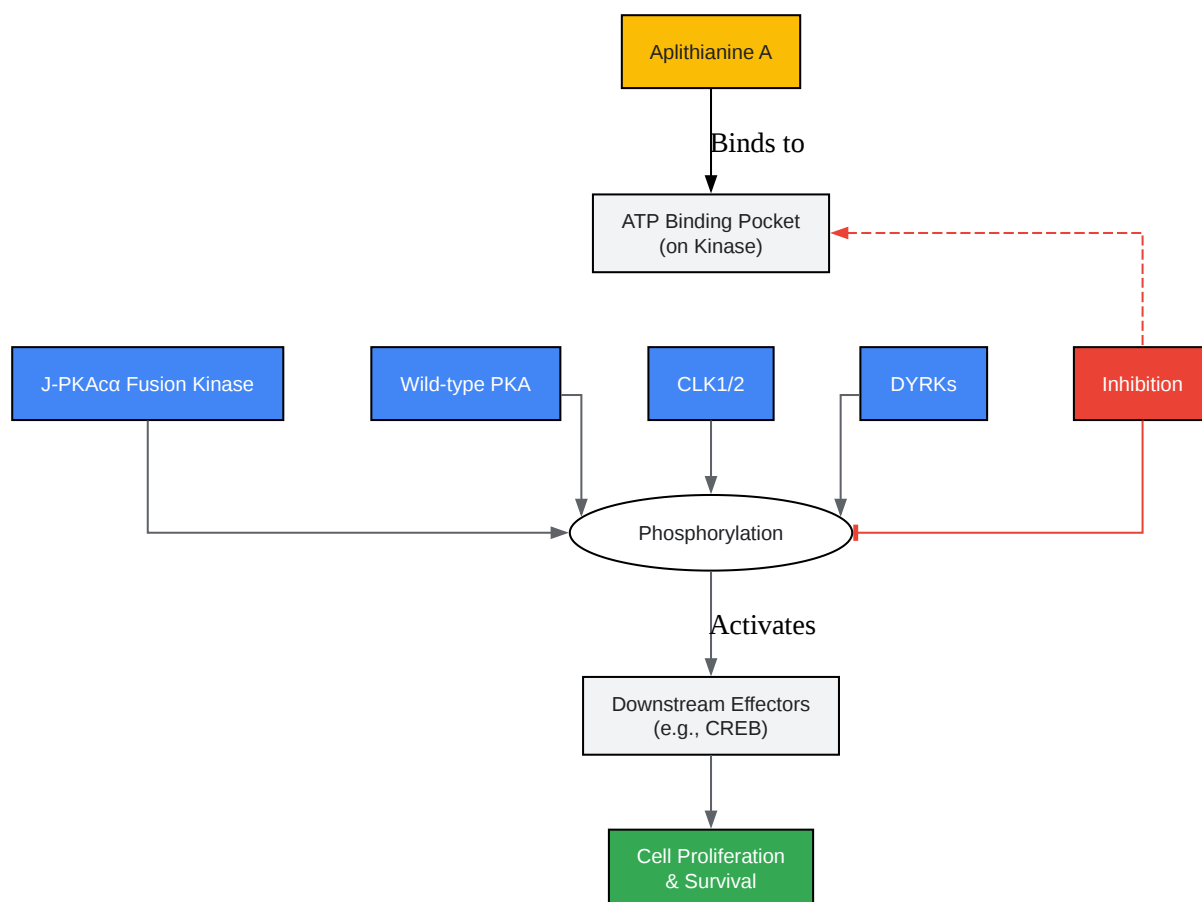 Aplithianine A
Binds to
ATP Binding Pocket
(on Kinase)
J-PKAcα Fusion Kinase
Wild-type PKA
CLK1/2
DYRKs
Inhibition
Phosphorylation
Activates
Downstream Effectors
(e.g., CREB)
Cell Proliferation
& Survival